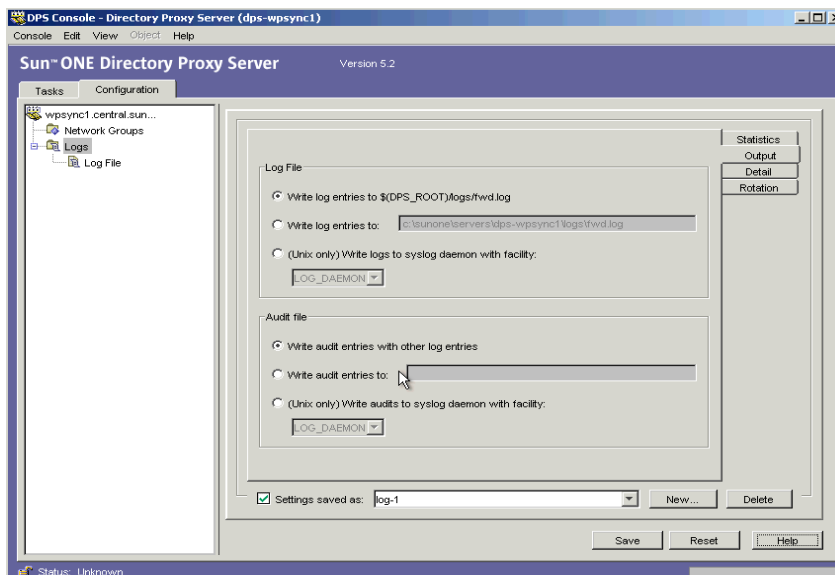 DPS Console - Directory Proxy Server (dps-wpsync1)
Console Edit View Object Help
Sun™ ONE Directory Proxy Server Version 5.2
Tasks Configuration
wpsync1.central.sun...
Network Groups
Logs
Log File
Statistics
Output
Detail
Rotation
Log File
Write log entries to $(DPS_ROOT)/logs/fwd.log
Write log entries to: c:\sunone\servers\dps-wpsync1\logs\fwd.log
(Unix only) Write logs to syslog daemon with facility:
LOG_DAEMON
Audit file
Write audit entries with other log entries
Write audit entries to:
(Unix only) Write audits to syslog daemon with facility:
LOG_DAEMON
Settings saved as: log-1 New... Delete
Save Reset Help
Status: Unknown